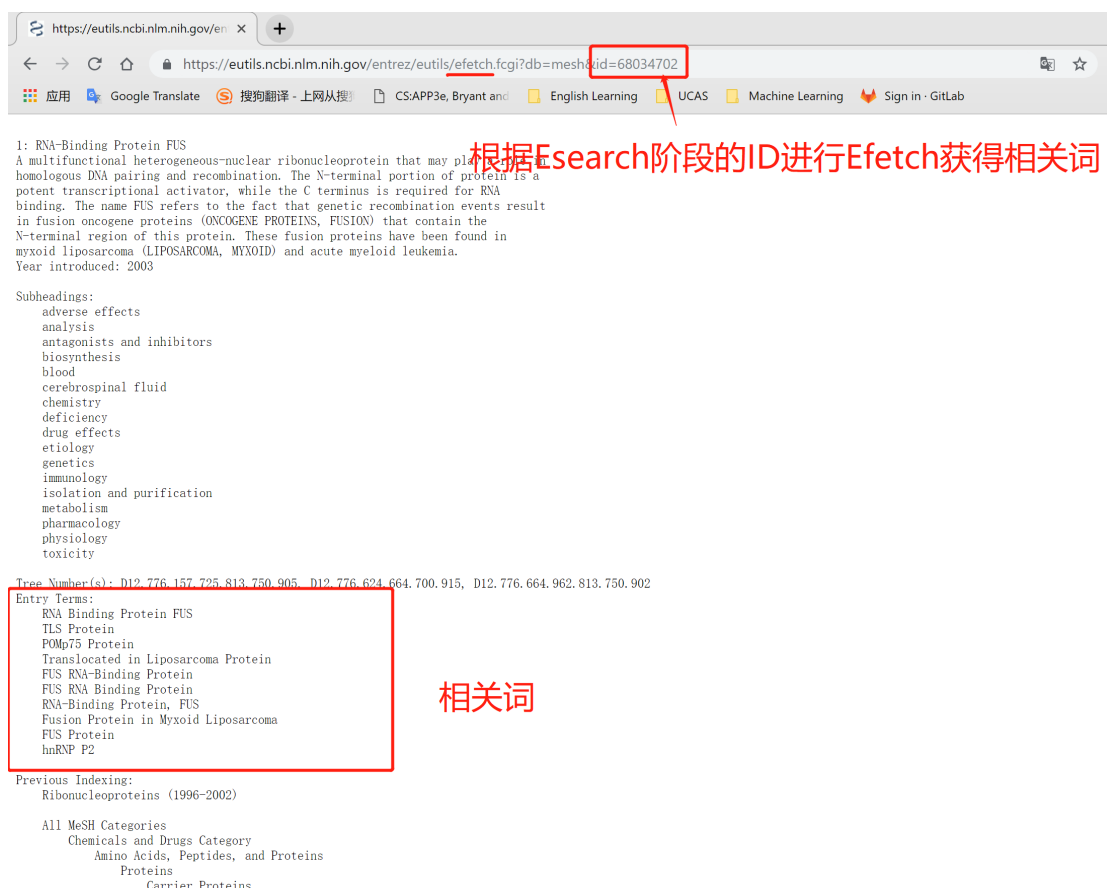 https://eutils.ncbi.nlm.nih.gov/en
https://eutils.ncbi.nlm.nih.gov/entrez/eutils/efetch.fcgi?db=mesh&id=68034702
应用 Google Translate 搜狗翻译 - 上网从搜 CS:APP3e, Bryant and English Learning UCAS Machine Learning Sign in · GitLab
根据Esearch阶段的ID进行Efetch获得相关词
1: RNA-Binding Protein FUS
A multifunctional heterogeneous-nuclear ribonucleoprotein that may play a role in
homologous DNA pairing and recombination. The N-terminal portion of protein is a
potent transcriptional activator, while the C terminus is required for RNA
binding. The name FUS refers to the fact that genetic recombination events result
in fusion oncogene proteins (ONCOGENE PROTEINS, FUSION) that contain the
N-terminal region of this protein. These fusion proteins have been found in
myxoid liposarcoma (LIPOSARCOMA, MYXOID) and acute myeloid leukemia.
Year introduced: 2003
Subheadings:
adverse effects
analysis
antagonists and inhibitors
biosynthesis
blood
cerebrospinal fluid
chemistry
deficiency
drug effects
etiology
genetics
immunology
isolation and purification
metabolism
pharmacology
physiology
toxicity
Tree Number(s): D12.776.157.725.813.750.905, D12.776.624.664.700.915, D12.776.664.962.813.750.902
Entry Terms:
RNA Binding Protein FUS
TLS Protein
POMp75 Protein
Translocated in Liposarcoma Protein
FUS RNA-Binding Protein
FUS RNA Binding Protein
RNA-Binding Protein, FUS
Fusion Protein in Myxoid Liposarcoma
FUS Protein
hnRNP P2
相关词
Previous Indexing:
Ribonucleoproteins (1996-2002)
All MeSH Categories
Chemicals and Drugs Category
Amino Acids, Peptides, and Proteins
Proteins
Carrier Proteins